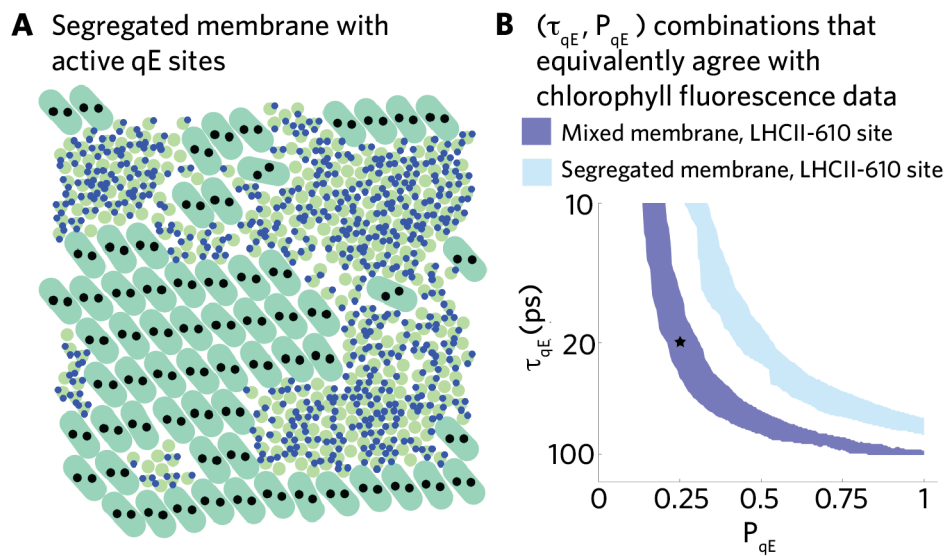 A Segregated membrane with
active qE sites
B (τqE, PqE) combinations that
equivalently agree with
chlorophyll fluorescence data
Mixed membrane, LHCII-610 site
Segregated membrane, LHCII-610 site
10
20
100
τqE (ps)
0 0.25 0.5 0.75 1
PqE